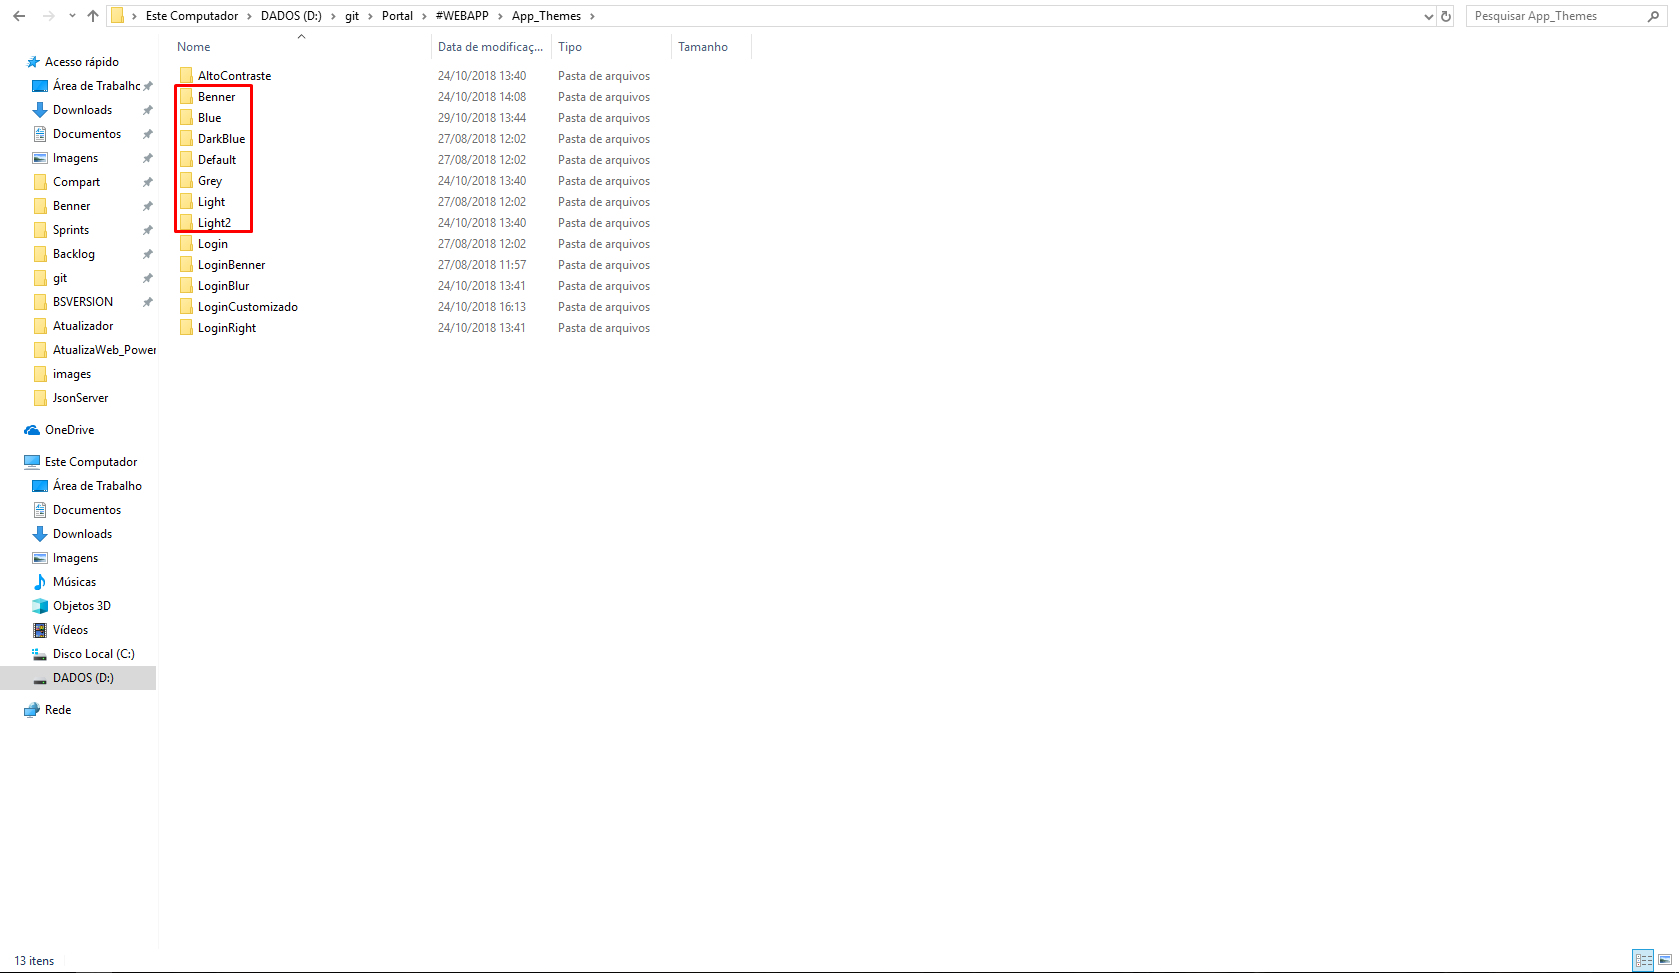 Este Computador > DADOS (D:) > git > Portal > #WEBAPP > App_Themes >
Pesquisar App_Themes
Nome
Data de modificaç...
Tipo
Tamanho
Acesso rápido
Área de Trabalhc
Downloads
Documentos
Imagens
Compart
Benner
Sprints
Backlog
git
BSVERSION
Atualizador
AtualizaWeb_Power
images
JsonServer
OneDrive
Este Computador
Área de Trabalho
Documentos
Downloads
Imagens
Músicas
Objetos 3D
Vídeos
Disco Local (C:)
DADOS (D:)
Rede
AltoContraste 24/10/2018 13:40 Pasta de arquivos
Benner 24/10/2018 14:08 Pasta de arquivos
Blue 29/10/2018 13:44 Pasta de arquivos
DarkBlue 27/08/2018 12:02 Pasta de arquivos
Default 27/08/2018 12:02 Pasta de arquivos
Grey 24/10/2018 13:40 Pasta de arquivos
Light 27/08/2018 12:02 Pasta de arquivos
Light2 24/10/2018 13:40 Pasta de arquivos
Login 27/08/2018 12:02 Pasta de arquivos
LoginBenner 27/08/2018 11:57 Pasta de arquivos
LoginBlur 24/10/2018 13:41 Pasta de arquivos
LoginCustomizado 24/10/2018 16:13 Pasta de arquivos
LoginRight 24/10/2018 13:41 Pasta de arquivos
13 itens